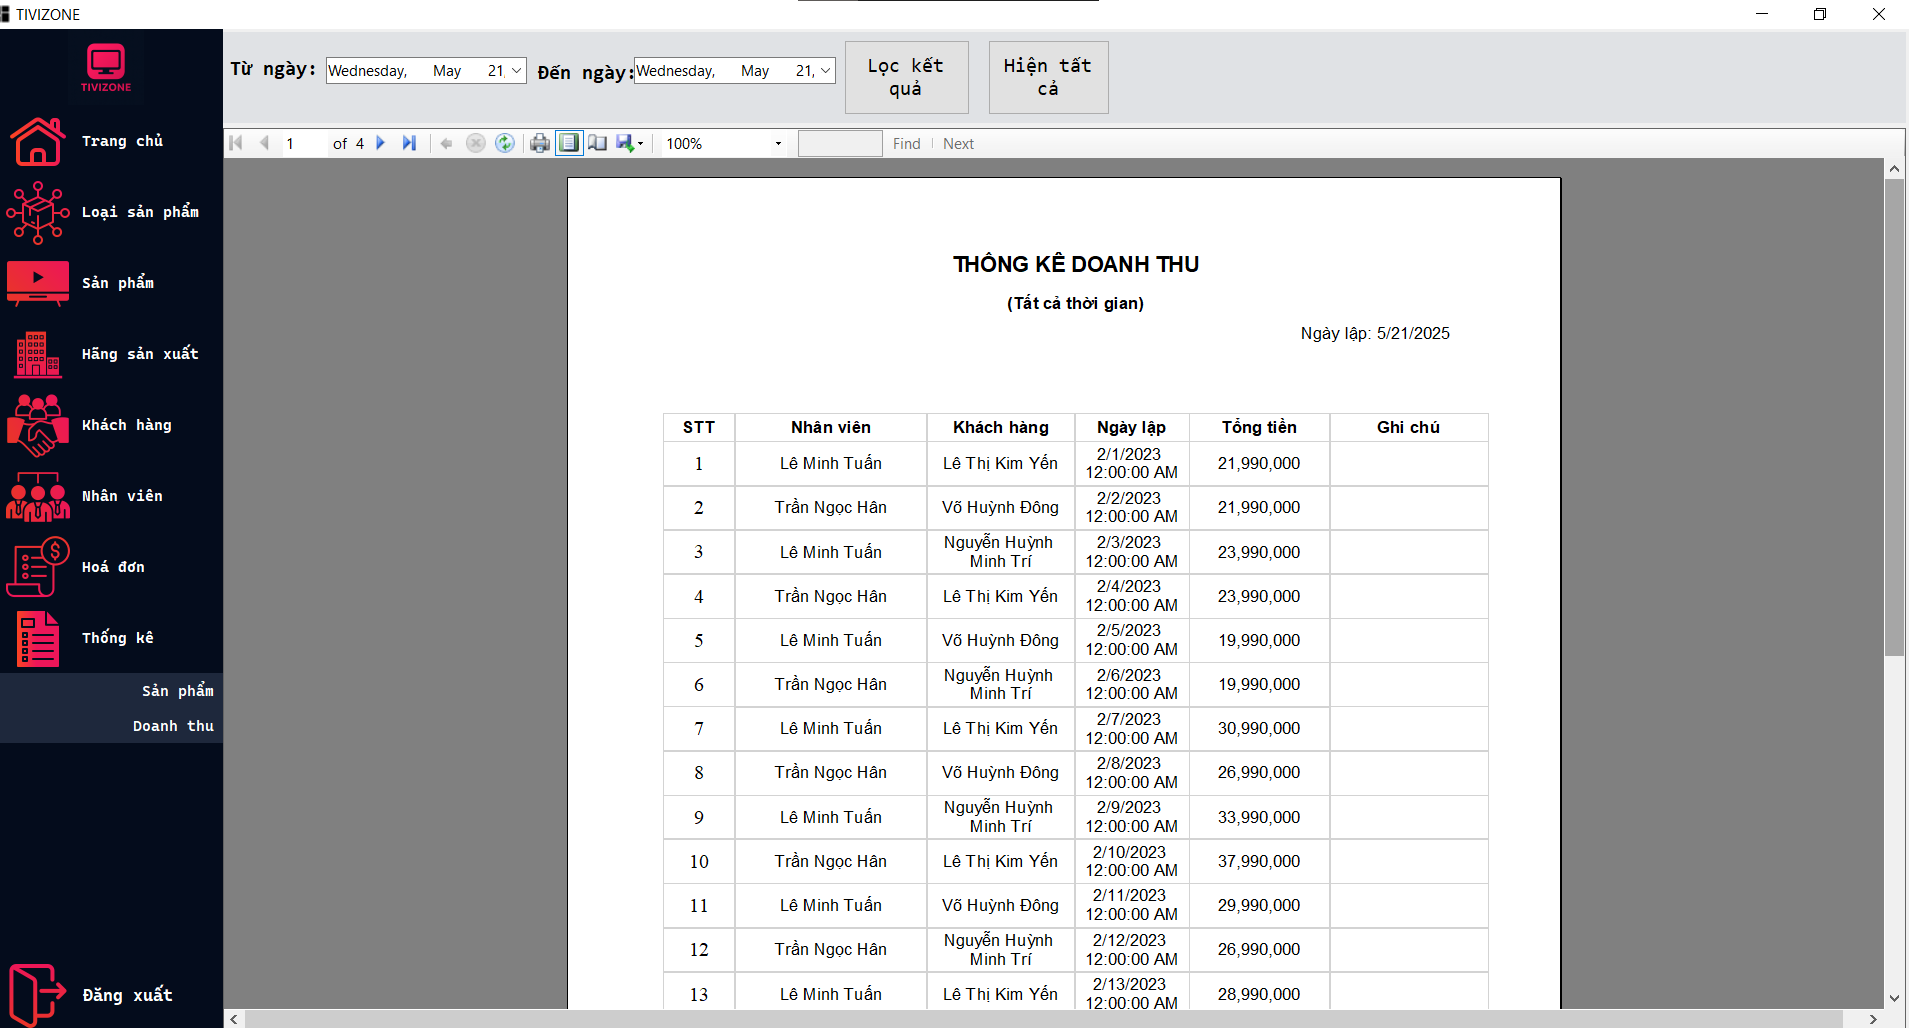 TIVIZONE
TIVIZONE
Trang chủ
Loại sản phẩm
Sản phẩm
Hãng sản xuất
Khách hàng
Nhân viên
Hoá đơn
Thống kê
Sản phẩm
Doanh thu
Đăng xuất
Từ ngày: Wednesday, May 21, Đến ngày: Wednesday, May 21,
Lọc kết
quả
Hiện tất
cả
1 of 4 100% Find Next
THỐNG KÊ DOANH THU
(Tất cả thời gian)
Ngày lập: 5/21/2025
STT Nhân viên Khách hàng Ngày lập Tổng tiền Ghi chú
1 Lê Minh Tuấn Lê Thị Kim Yến 2/1/2023 12:00:00 AM 21,990,000
2 Trần Ngọc Hân Võ Huỳnh Đông 2/2/2023 12:00:00 AM 21,990,000
3 Lê Minh Tuấn Nguyễn Huỳnh Minh Trí 2/3/2023 12:00:00 AM 23,990,000
4 Trần Ngọc Hân Lê Thị Kim Yến 2/4/2023 12:00:00 AM 23,990,000
5 Lê Minh Tuấn Võ Huỳnh Đông 2/5/2023 12:00:00 AM 19,990,000
6 Trần Ngọc Hân Nguyễn Huỳnh Minh Trí 2/6/2023 12:00:00 AM 19,990,000
7 Lê Minh Tuấn Lê Thị Kim Yến 2/7/2023 12:00:00 AM 30,990,000
8 Trần Ngọc Hân Võ Huỳnh Đông 2/8/2023 12:00:00 AM 26,990,000
9 Lê Minh Tuấn Nguyễn Huỳnh Minh Trí 2/9/2023 12:00:00 AM 33,990,000
10 Trần Ngọc Hân Lê Thị Kim Yến 2/10/2023 12:00:00 AM 37,990,000
11 Lê Minh Tuấn Võ Huỳnh Đông 2/11/2023 12:00:00 AM 29,990,000
12 Trần Ngọc Hân Nguyễn Huỳnh Minh Trí 2/12/2023 12:00:00 AM 26,990,000
13 Lê Minh Tuấn Lê Thị Kim Yến 2/13/2023 12:00:00 AM 28,990,000